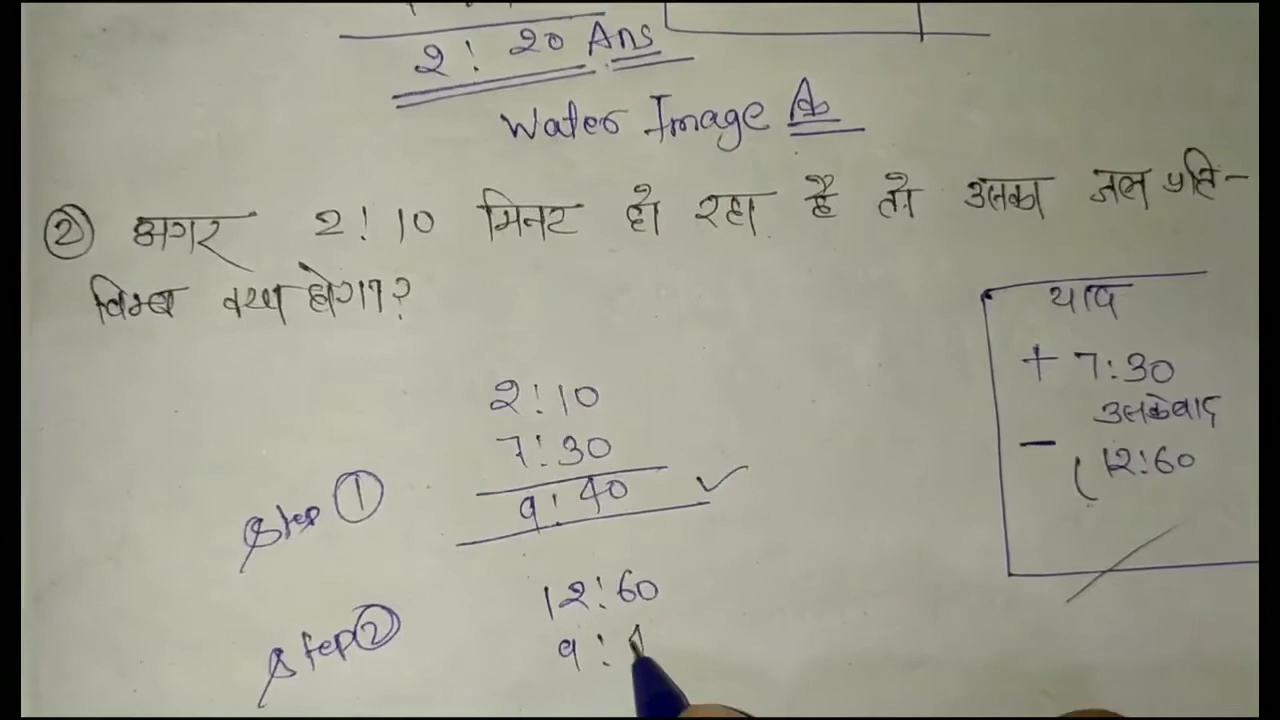 2:20 Ans
Water Image
② अगर 2:10 मिनट हो रहा है तो उसका जल प्रति-
विम्ब क्या होगा?
2:10
7:30
Step ① 9:40 ✓
12:60
Step ② 9:
याद
+ 7:30
उसकेबाद
- (12:60